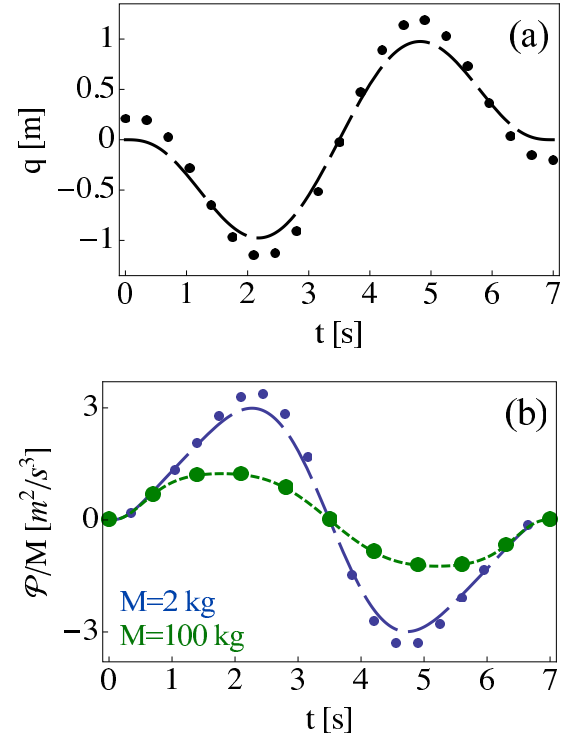 (a)
q [m]
1
0.5
0
−0.5
−1
0 1 2 3 4 5 6 7
t [s]
(b)
𝒫/M [m²/s³]
3
0
−3
M=2 kg
M=100 kg
0 1 2 3 4 5 6 7
t [s]